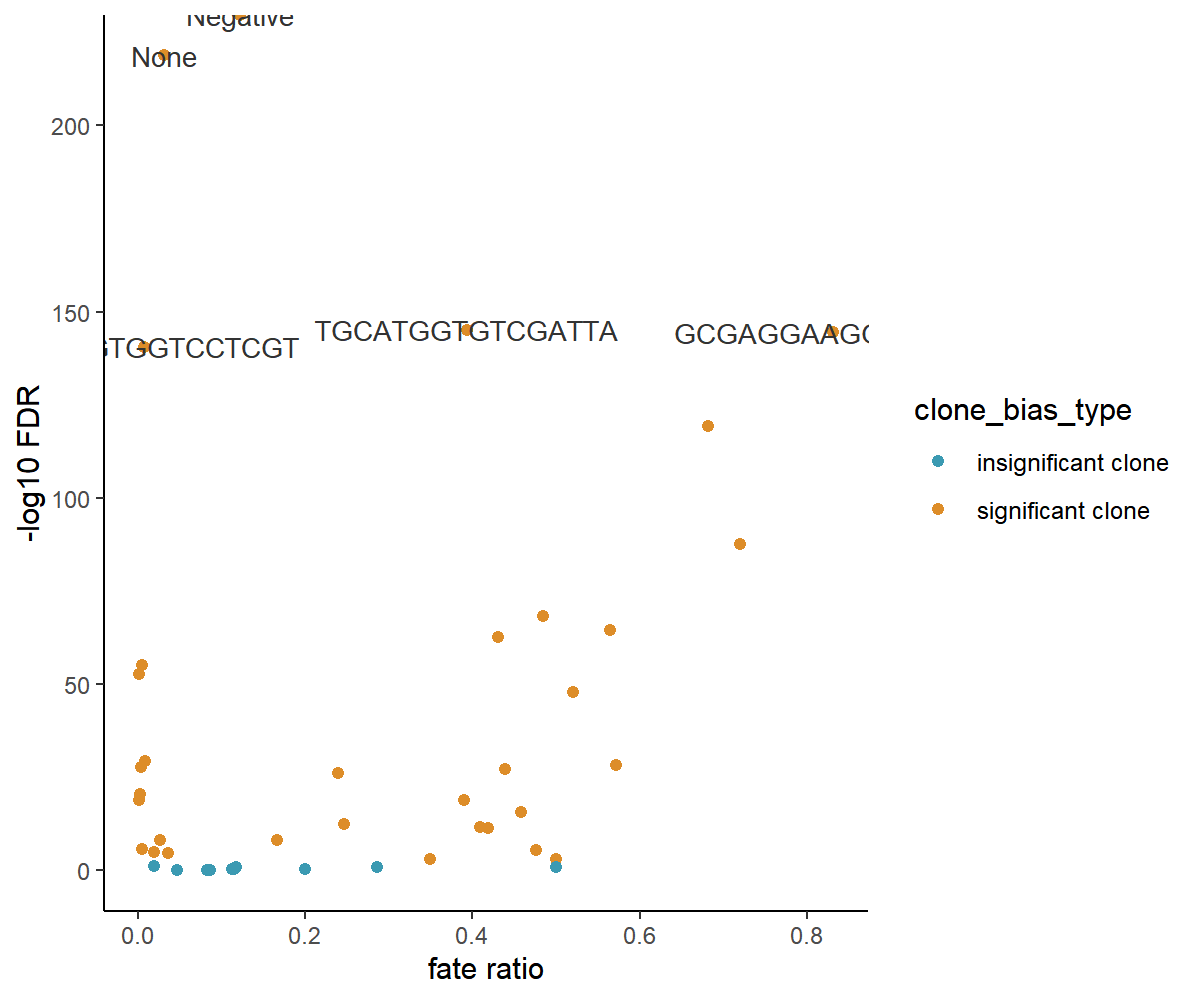 Negative
None
200
150
TGCATGGTGTCGATTA
GCGAGGAAGC
GTGGTCCTCGT
100
50
0
-log10 FDR
0.0
0.2
0.4
0.6
0.8
fate ratio
clone_bias_type
insignificant clone
significant clone